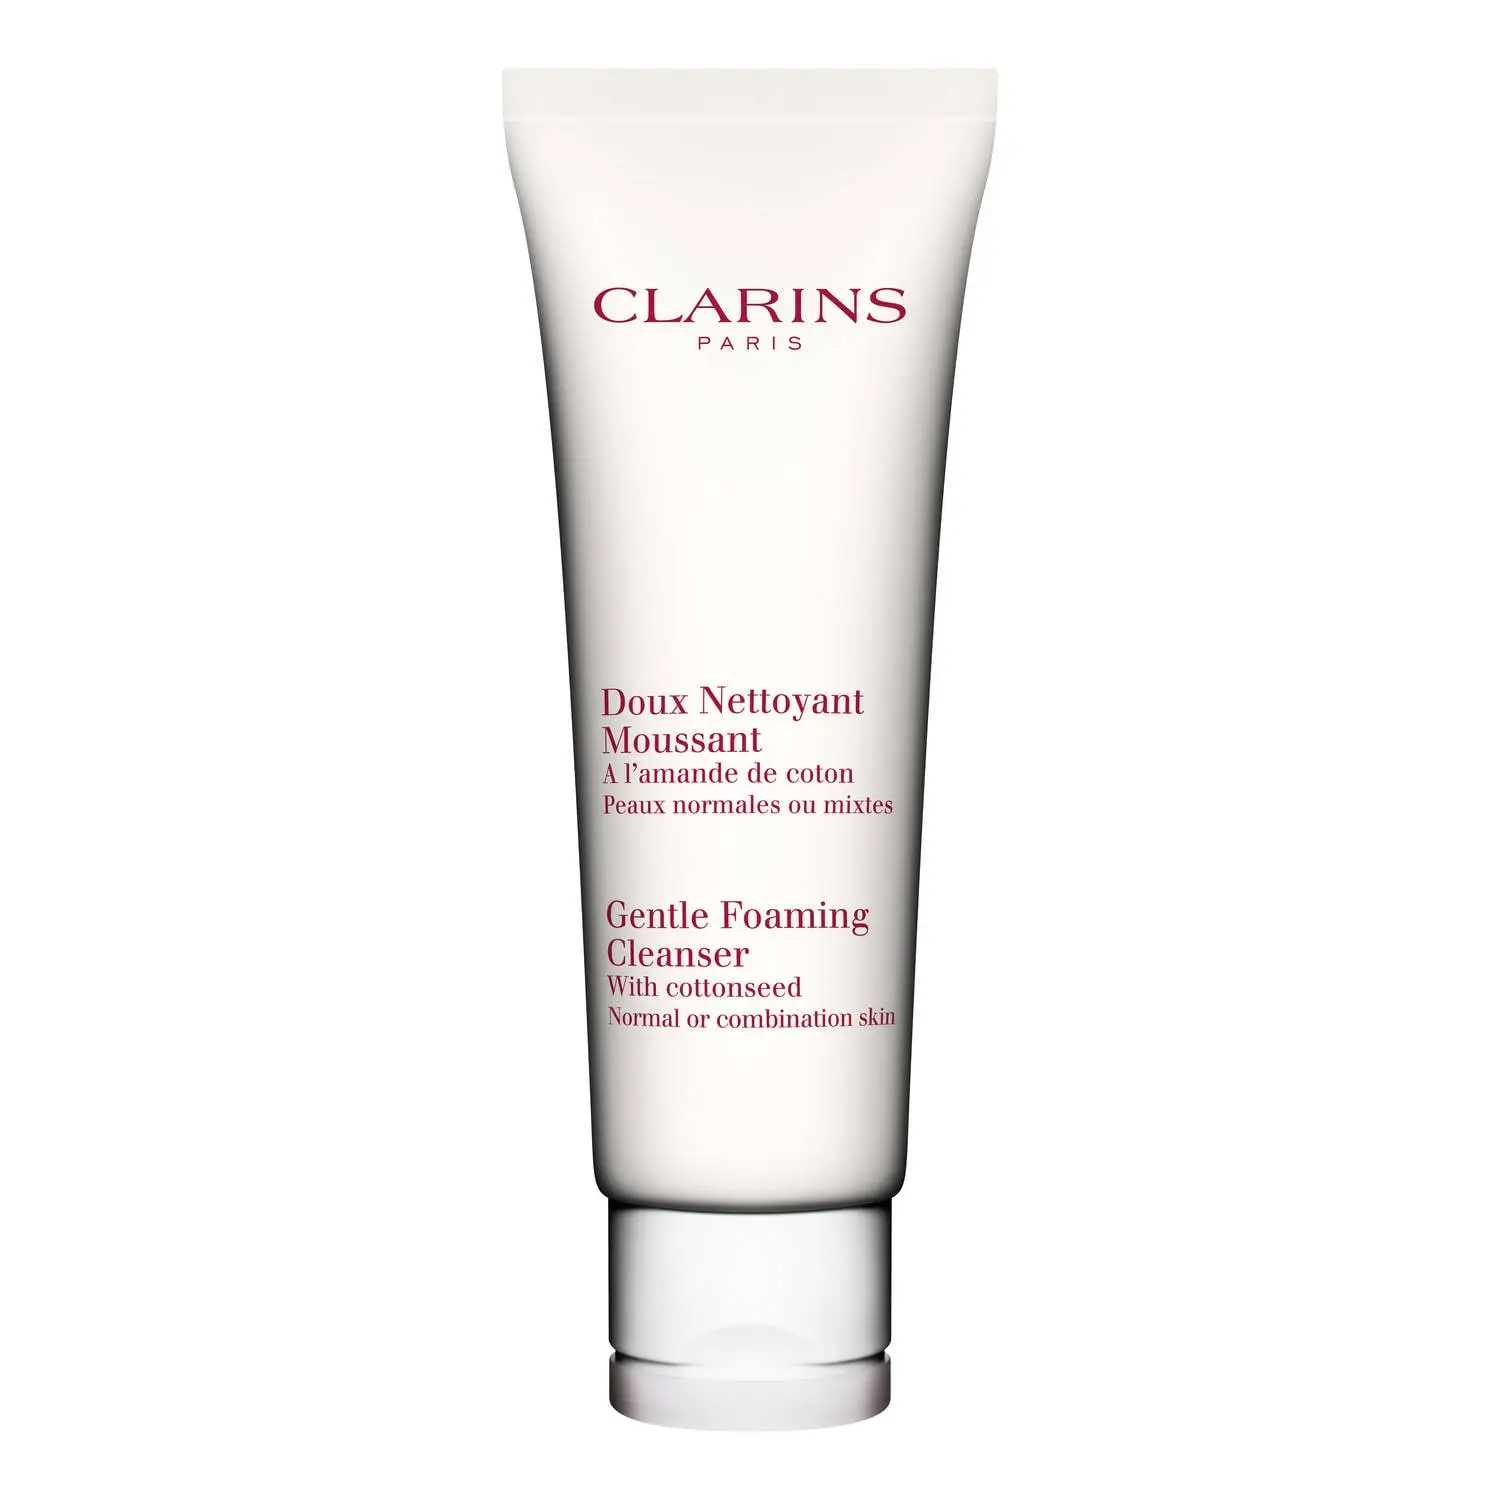 CLARINS
PARIS
Doux Nettoyant
Moussant
A l'amande de coton
Peaux normales ou mixtes
Gentle Foaming
Cleanser
With cottonseed
Normal or combination skin